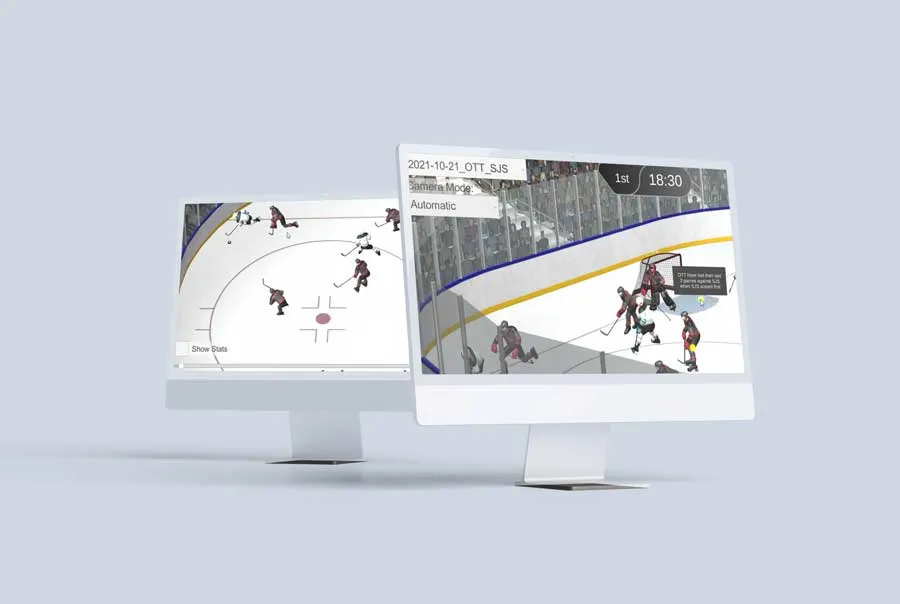 2021-10-21_OTT_SJS
Camera Mode:
Automatic
1st
18:30
OTT have lost their last
3 games against SJS
when SJS scored first
Show Stats